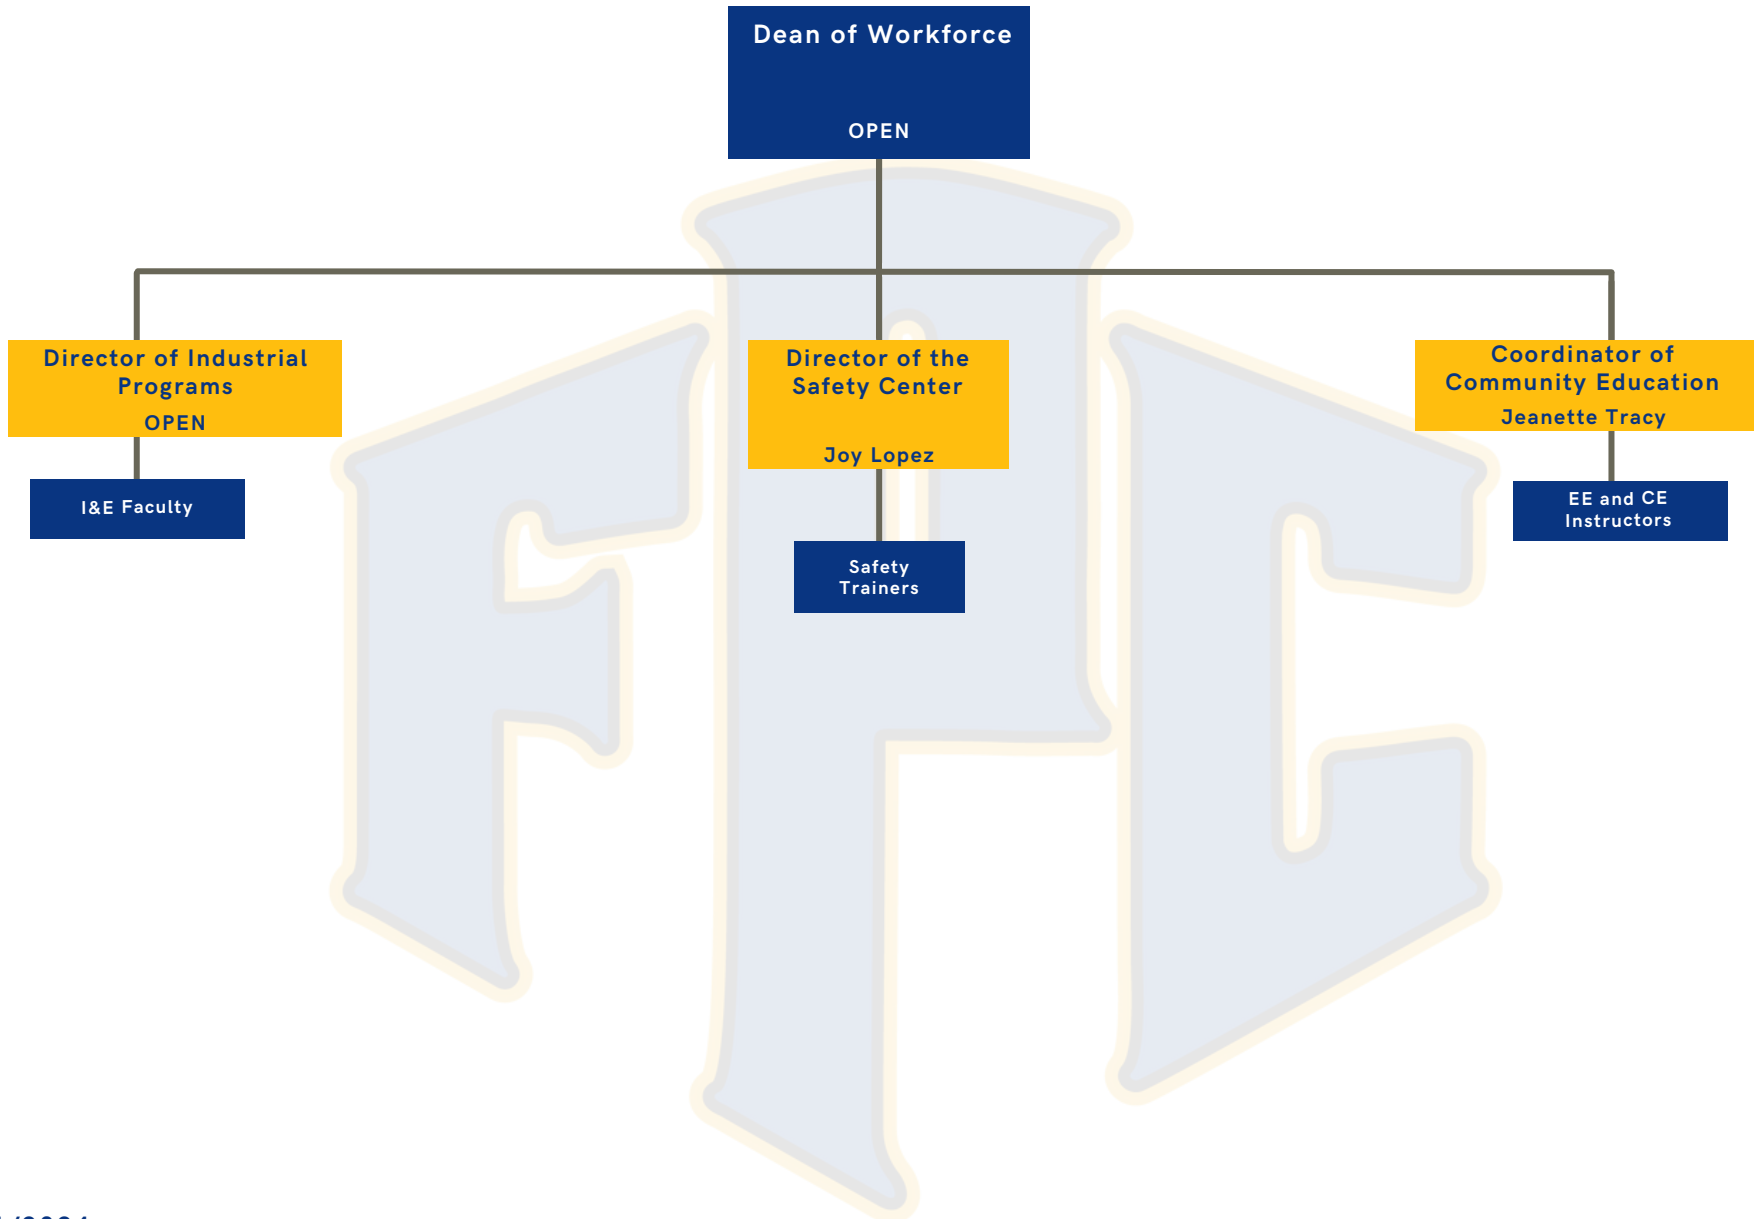 Dean of Workforce
OPEN
Director of Industrial
Programs
OPEN
Director of the
Safety Center
Joy Lopez
Coordinator of
Community Education
Jeanette Tracy
I&E Faculty
Safety
Trainers
EE and CE
Instructors
FPC